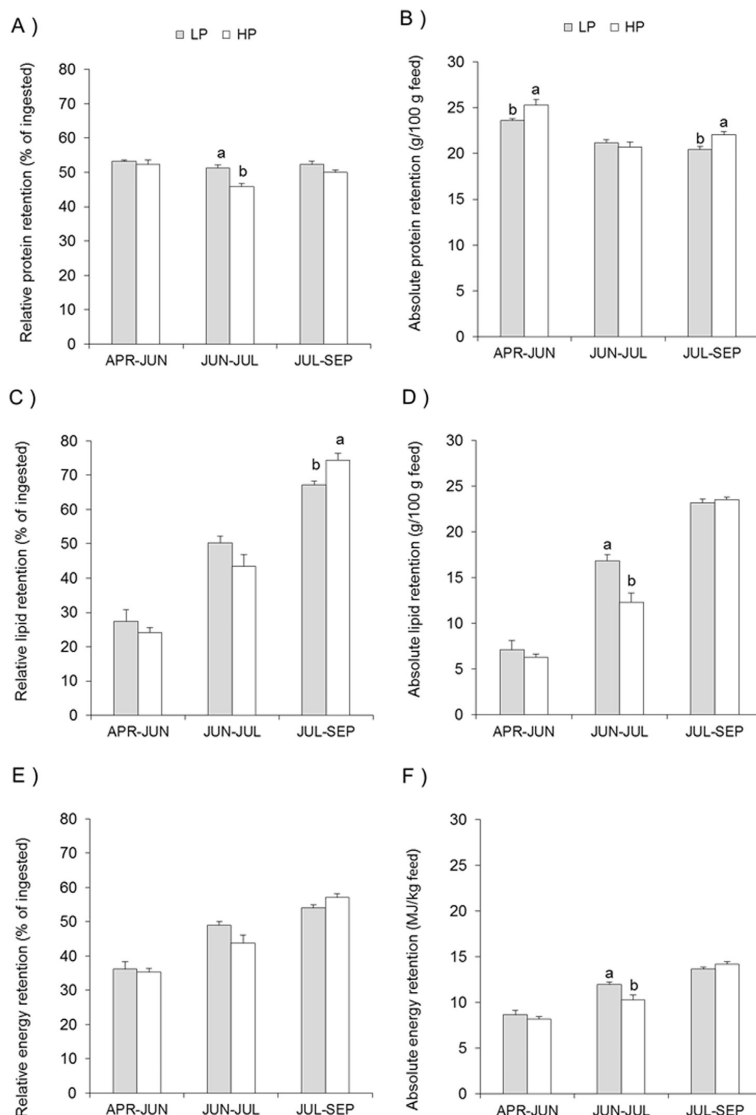 A )
LP HP
Relative protein retention (% of ingested)
80
70
60
50
40
30
20
10
0
a
b
APR-JUN JUN-JUL JUL-SEP
B )
LP HP
Absolute protein retention (g/100 g feed)
30
25
20
15
10
5
0
b a
b a
APR-JUN JUN-JUL JUL-SEP
C )
Relative lipid retention (% of ingested)
80
70
60
50
40
30
20
10
0
b a
APR-JUN JUN-JUL JUL-SEP
D )
Absolute lipid retention (g/100 g feed)
30
25
20
15
10
5
0
a
b
APR-JUN JUN-JUL JUL-SEP
E )
Relative energy retention (% of ingested)
80
70
60
50
40
30
20
10
0
APR-JUN JUN-JUL JUL-SEP
F )
Absolute energy retention (MJ/kg feed)
30
25
20
15
10
5
0
a
b
APR-JUN JUN-JUL JUL-SEP